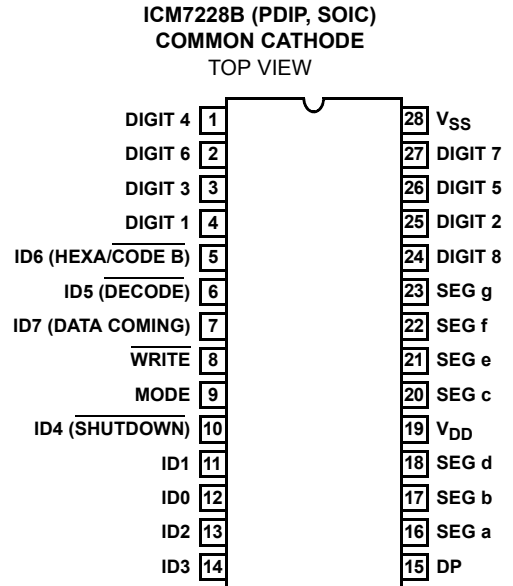 ICM7228B (PDIP, SOIC)
COMMON CATHODE
TOP VIEW
DIGIT 4 1 28 VSS
DIGIT 6 2 27 DIGIT 7
DIGIT 3 3 26 DIGIT 5
DIGIT 1 4 25 DIGIT 2
ID6 (HEXA/CODE B) 5 24 DIGIT 8
ID5 (DECODE) 6 23 SEG g
ID7 (DATA COMING) 7 22 SEG f
WRITE 8 21 SEG e
MODE 9 20 SEG c
ID4 (SHUTDOWN) 10 19 VDD
ID1 11 18 SEG d
ID0 12 17 SEG b
ID2 13 16 SEG a
ID3 14 15 DP